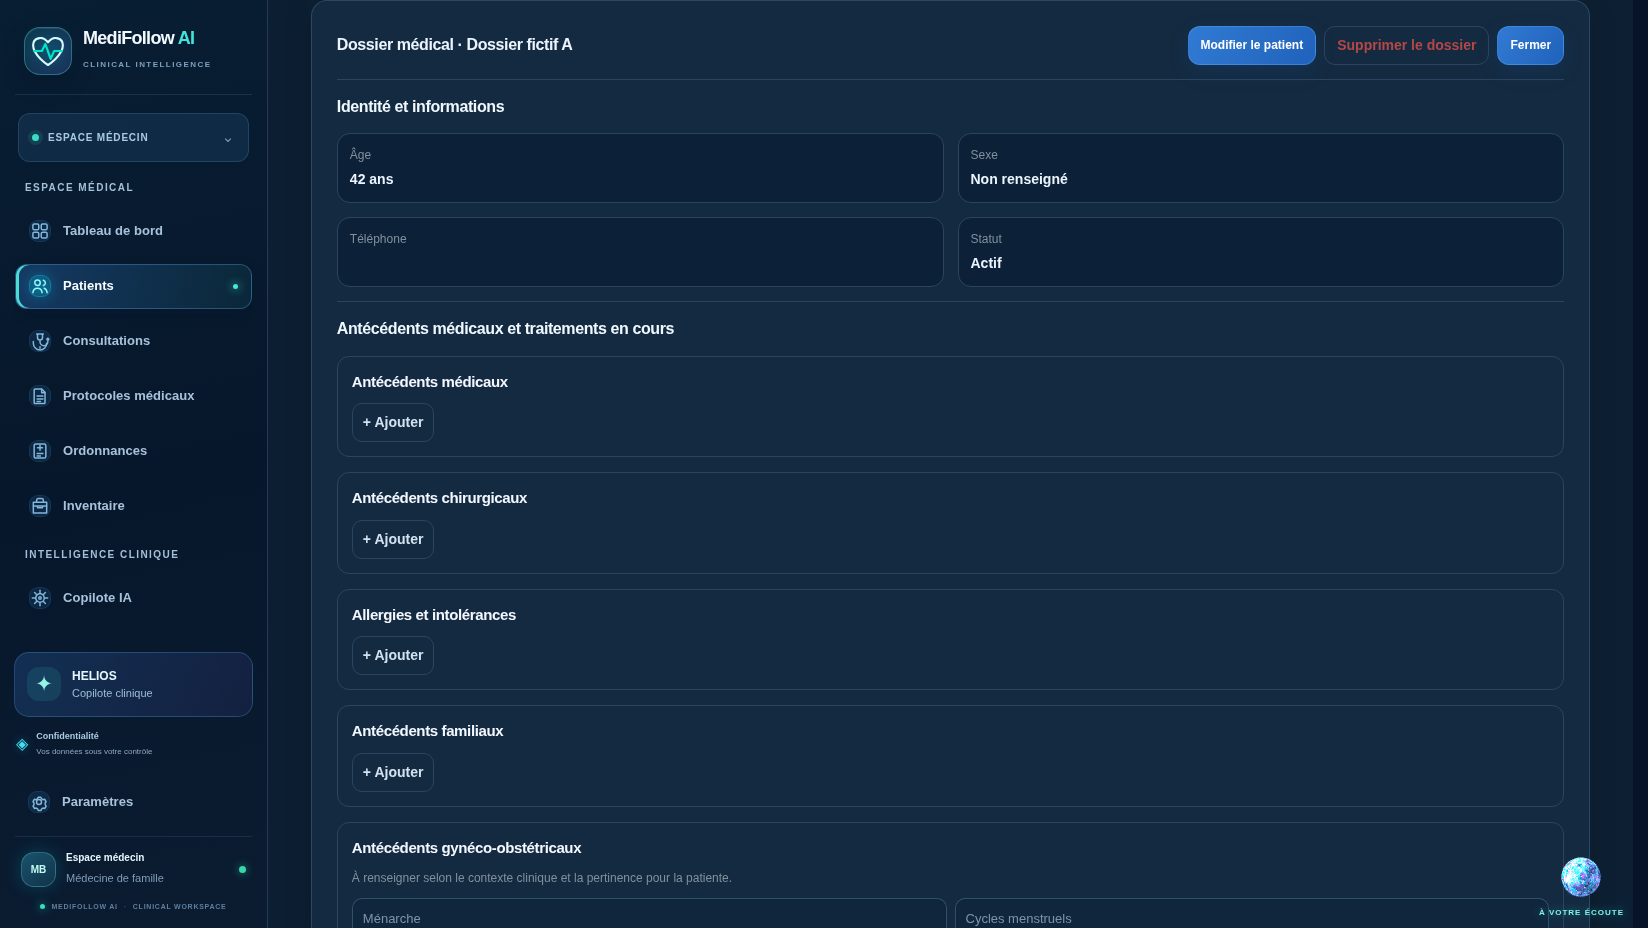 MediFollow AI
CLINICAL INTELLIGENCE
ESPACE MÉDECIN
ESPACE MÉDICAL
Tableau de bord
Patients
Consultations
Protocoles médicaux
Ordonnances
Inventaire
INTELLIGENCE CLINIQUE
Copilote IA
HELIOS
Copilote clinique
Confidentialité
Vos données sous votre contrôle
Paramètres
MB
Espace médecin
Médecine de famille
MEDIFOLLOW AI · CLINICAL WORKSPACE
Dossier médical · Dossier fictif A
Modifier le patient
Supprimer le dossier
Fermer
Identité et informations
Âge
42 ans
Sexe
Non renseigné
Téléphone
Statut
Actif
Antécédents médicaux et traitements en cours
Antécédents médicaux
+ Ajouter
Antécédents chirurgicaux
+ Ajouter
Allergies et intolérances
+ Ajouter
Antécédents familiaux
+ Ajouter
Antécédents gynéco-obstétricaux
À renseigner selon le contexte clinique et la pertinence pour la patiente.
Ménarche
Cycles menstruels
À VOTRE ÉCOUTE